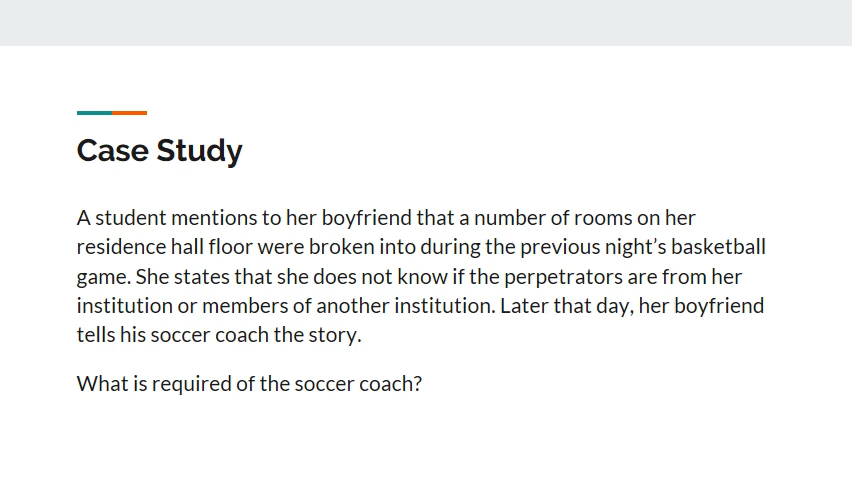 Case Study
A student mentions to her boyfriend that a number of rooms on her
residence hall floor were broken into during the previous night’s basketball
game. She states that she does not know if the perpetrators are from her
institution or members of another institution. Later that day, her boyfriend
tells his soccer coach the story.
What is required of the soccer coach?